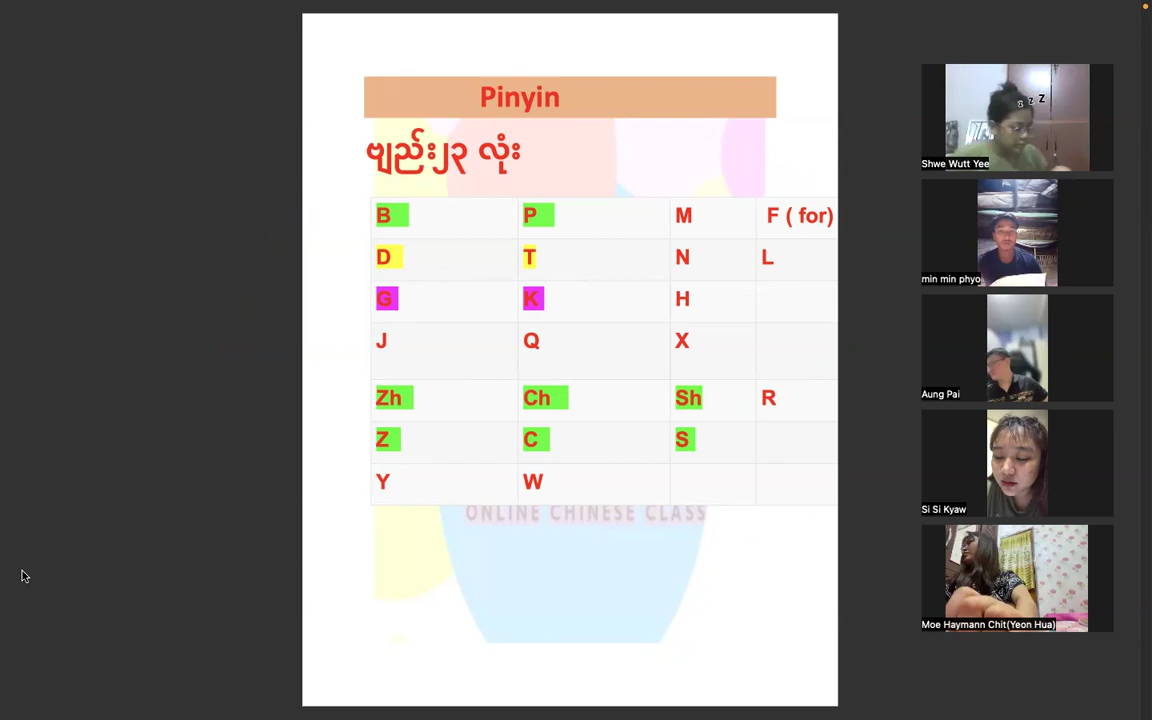 Pinyin
ဗျည်း၂၃ လုံး
B P M F ( for)
D T N L
G K H
J Q X
Zh Ch Sh R
Z C S
Y W
ONLINE CHINESE CLASS
z z Z
Shwe Wutt Yee
min min phyo
Aung Pai
Si Si Kyaw
Moe Haymann Chit(Yeon Hua)